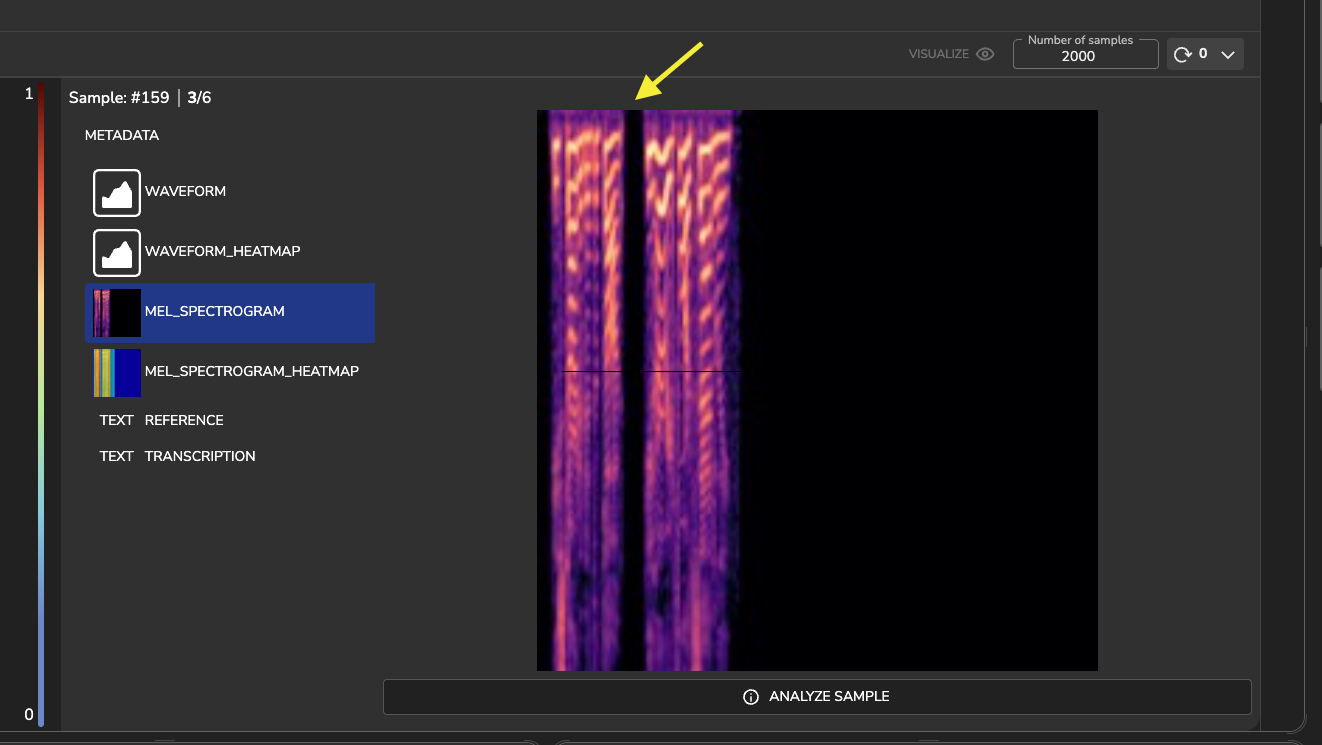 VISUALIZE
Number of samples
2000
0
1
Sample: #159 | 3/6
METADATA
WAVEFORM
WAVEFORM_HEATMAP
MEL_SPECTROGRAM
MEL_SPECTROGRAM_HEATMAP
TEXT REFERENCE
TEXT TRANSCRIPTION
ANALYZE SAMPLE
0